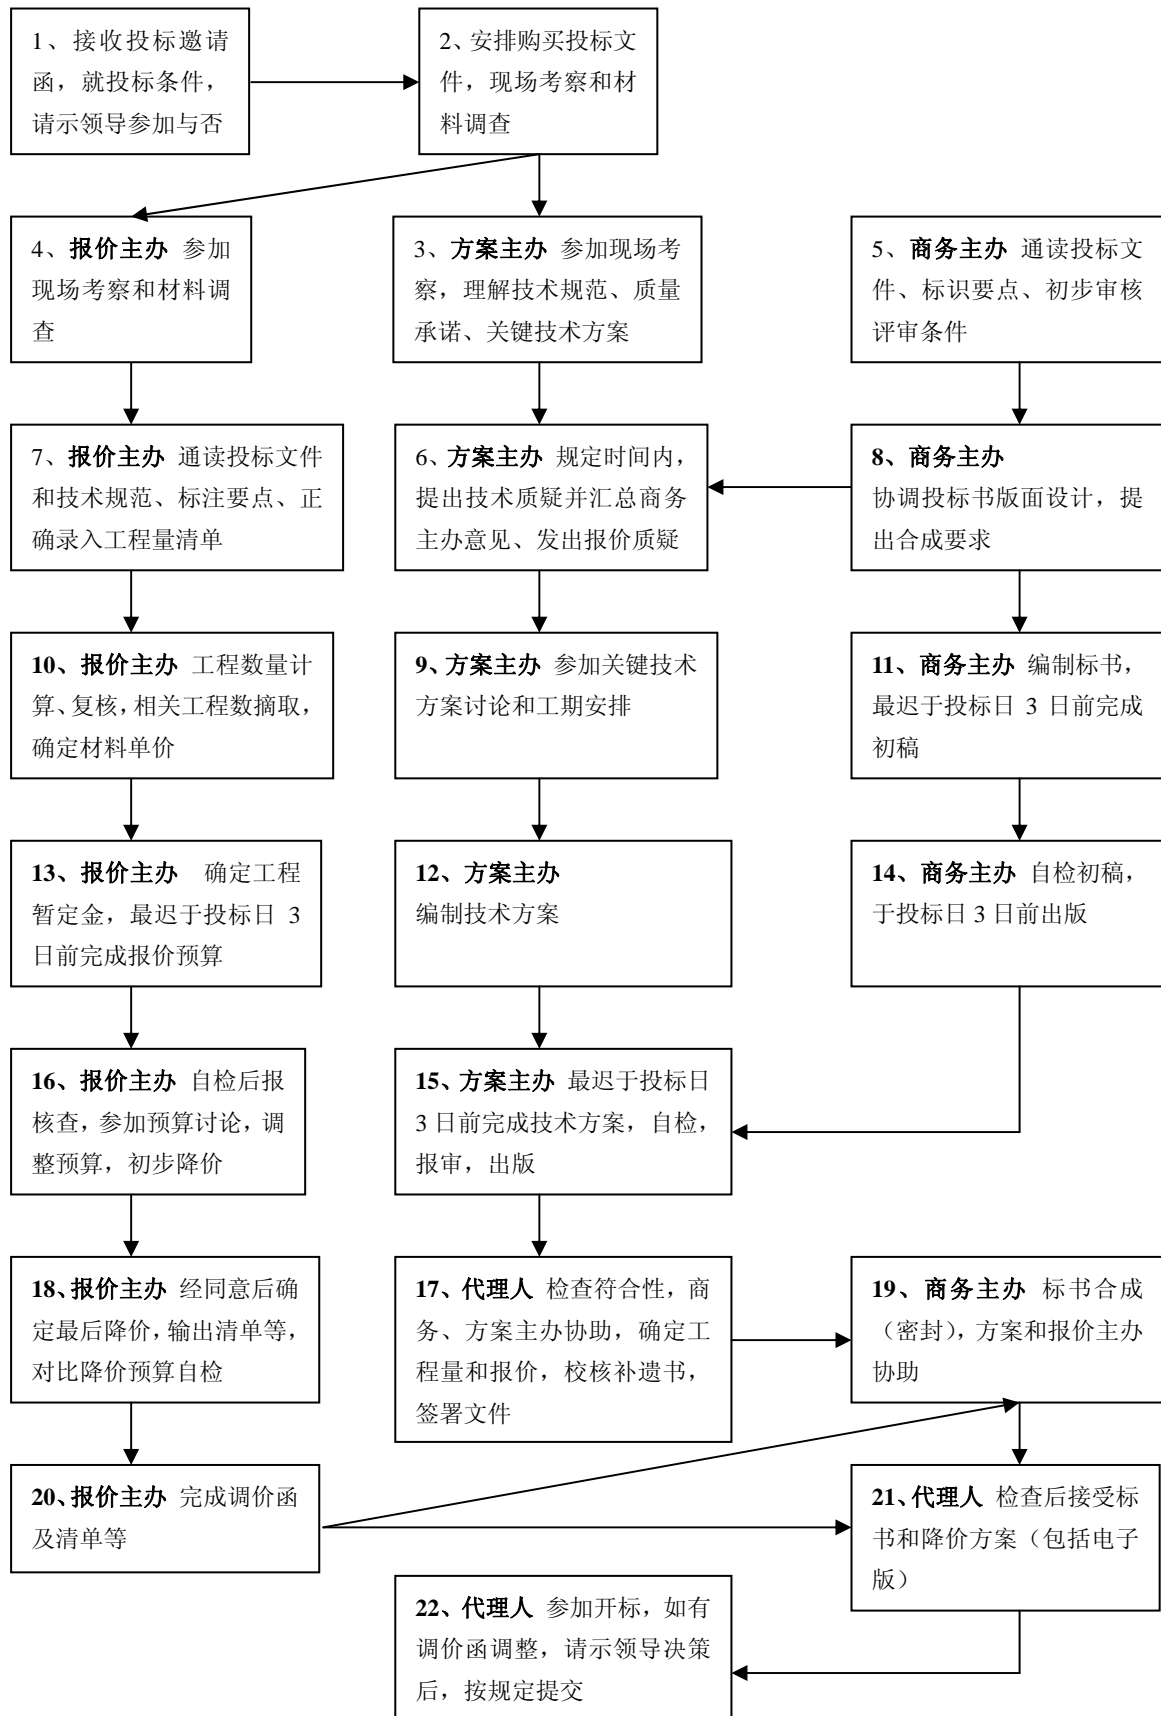 1、接收投标邀请
函，就投标条件，
请示领导参加与否
2、安排购买投标文
件，现场考察和材
料调查
4、报价主办 参加
现场考察和材料调
查
3、方案主办 参加现场考
察，理解技术规范、质量
承诺、关键技术方案
5、商务主办 通读投标文
件、标识要点、初步审核
评审条件
7、报价主办 通读投标文件
和技术规范、标注要点、正
确录入工程量清单
6、方案主办 规定时间内，
提出技术质疑并汇总商务
主办意见、发出报价质疑
8、商务主办
协调投标书版面设计，提
出合成要求
10、报价主办 工程数量计
算、复核，相关工程数摘取，
确定材料单价
9、方案主办 参加关键技术
方案讨论和工期安排
11、商务主办 编制标书，
最迟于投标日 3 日前完成
初稿
13、报价主办 确定工程
暂定金，最迟于投标日 3
日前完成报价预算
12、方案主办
编制技术方案
14、商务主办 自检初稿，
于投标日 3 日前出版
16、报价主办 自检后报
核查，参加预算讨论，调
整预算，初步降价
15、方案主办 最迟于投标日
3 日前完成技术方案，自检，
报审，出版
18、报价主办 经同意后确
定最后降价，输出清单等，
对比降价预算自检
17、代理人 检查符合性，商
务、方案主办协助，确定工
程量和报价，校核补遗书，
签署文件
19、商务主办 标书合成
（密封），方案和报价主办
协助
20、报价主办 完成调价函
及清单等
21、代理人 检查后接受标
书和降价方案（包括电子
版）
22、代理人 参加开标，如有
调价函调整，请示领导决策
后，按规定提交